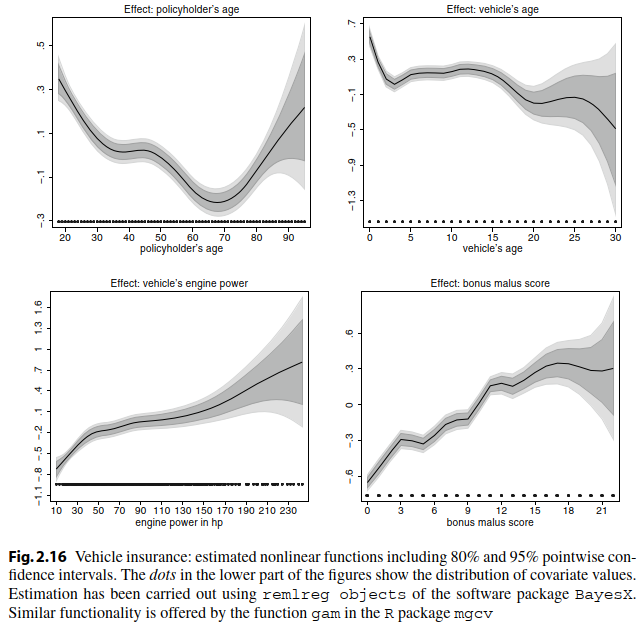 Effect: policyholder's age
.5
.3
.1
-.1
-.3
20 30 40 50 60 70 80 90
policyholder's age
Effect: vehicle's age
.7
.3
-.1
-.5
-.9
-1.3
0 5 10 15 20 25 30
vehicle's age
Effect: vehicle's engine power
1.6
1.3
1
.7
.4
.1
-.2
-.5
-.8
-1.1
10 30 50 70 90 110 130 150 170 190 210 230
engine power in hp
Effect: bonus malus score
.6
.3
0
-.3
-.6
0 3 6 9 12 15 18 21
bonus malus score
Fig. 2.16 Vehicle insurance: estimated nonlinear functions including 80% and 95% pointwise con-
fidence intervals. The dots in the lower part of the figures show the distribution of covariate values.
Estimation has been carried out using remlreg objects of the software package BayesX.
Similar functionality is offered by the function gam in the R package mgcv